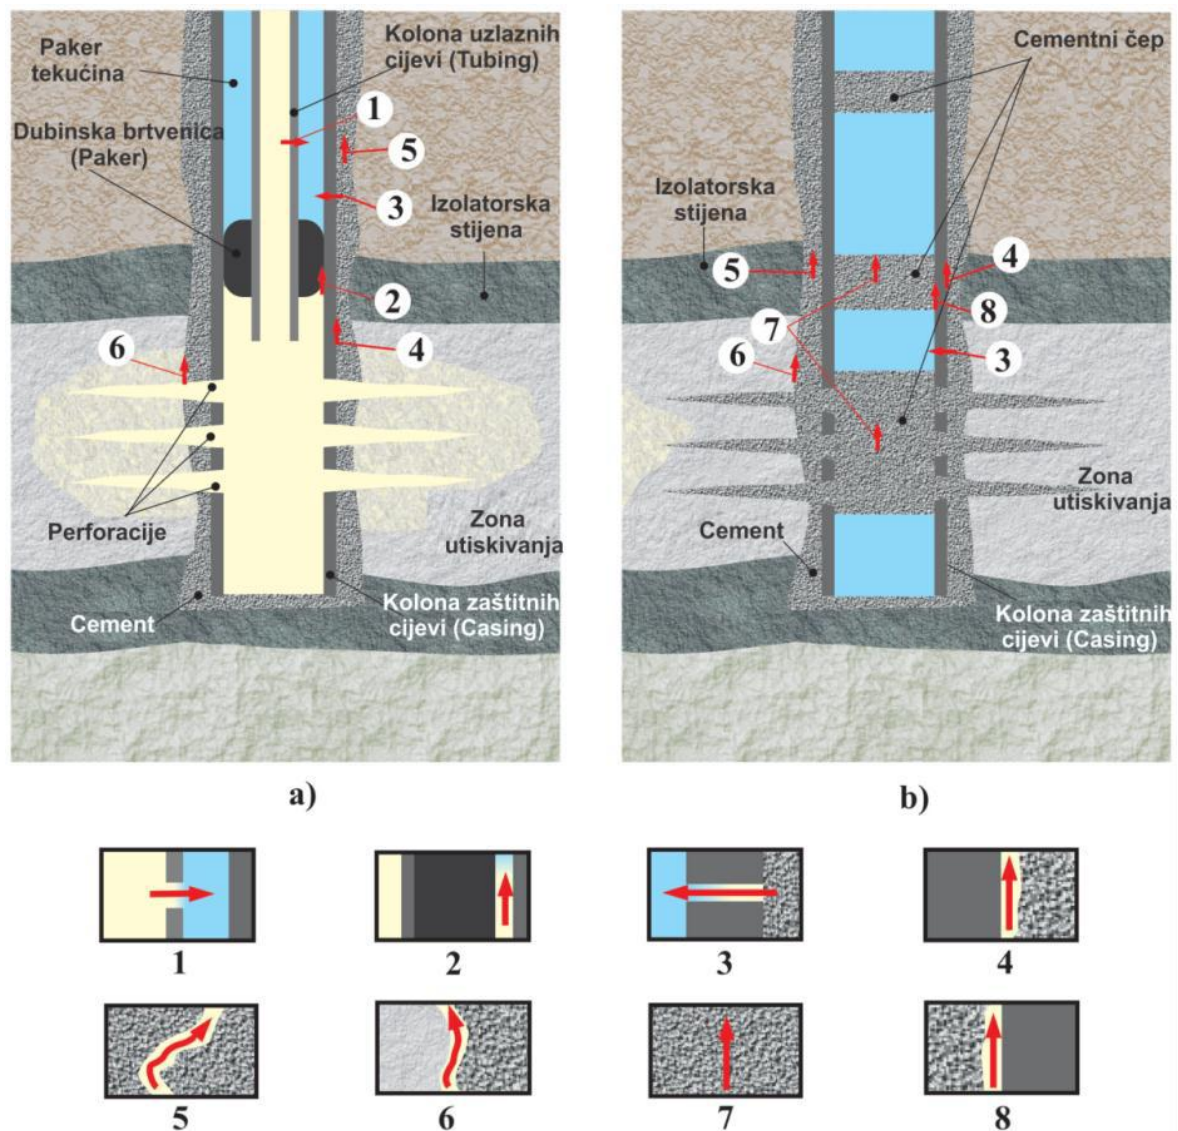 Paker
tekućina
Kolona uzlaznih
cijevi (Tubing)
1
Dubinska brtvenica
(Paker)
5
3
Izolatorska
stijena
2
6
4
Perforacije
Zona
utiskivanja
Cement
Kolona zaštitnih
cijevi (Casing)
a)
Cementni čep
Izolatorska
stijena
5
4
8
7
6
3
Zona
utiskivanja
Cement
Kolona zaštitnih
cijevi (Casing)
b)
1
2
3
4
5
6
7
8